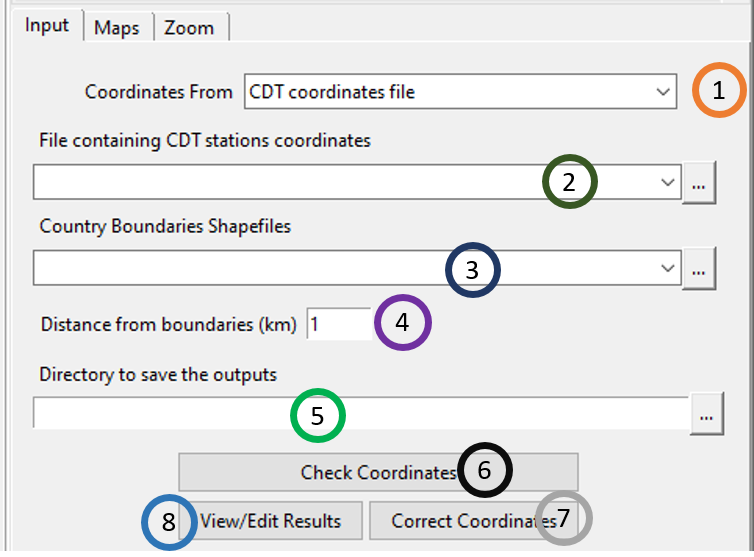 Input Maps Zoom
Coordinates From CDT coordinates file 1
File containing CDT stations coordinates
2 ...
Country Boundaries Shapefiles
3 ...
Distance from boundaries (km) 1 4
Directory to save the outputs
5 ...
Check Coordinates 6
8 View/Edit Results Correct Coordinates 7